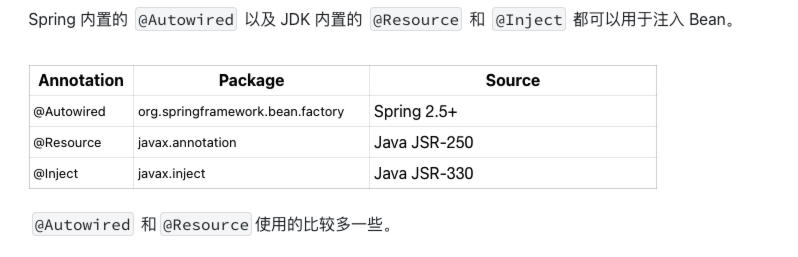 Spring 内置的 @Autowired 以及 JDK 内置的 @Resource 和 @Inject 都可以用于注入 Bean。
Annotation Package Source
@Autowired org.springframework.bean.factory Spring 2.5+
@Resource javax.annotation Java JSR-250
@Inject javax.inject Java JSR-330
@Autowired 和 @Resource 使用的比较多一些。